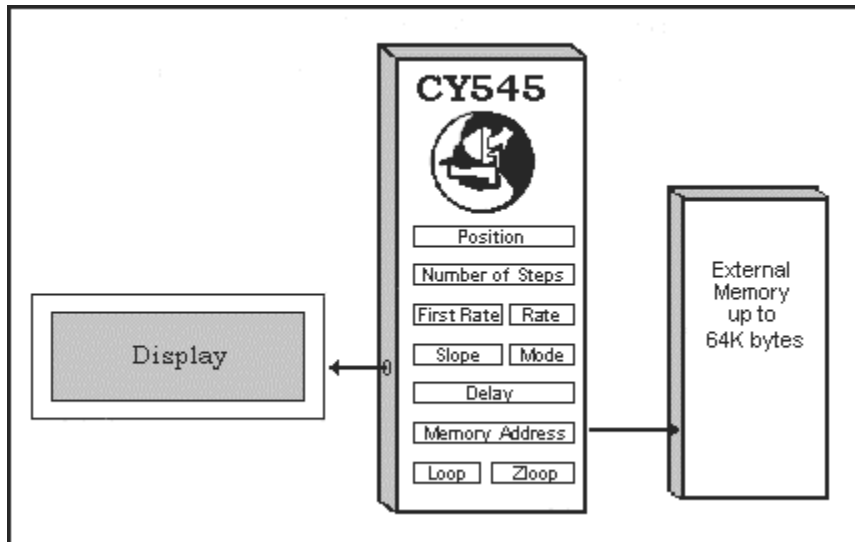 CY545
Position
Number of Steps
First Rate
Rate
Slope
Mode
Delay
Memory Address
Loop
Zloop
Display
External
Memory
up to
64K bytes